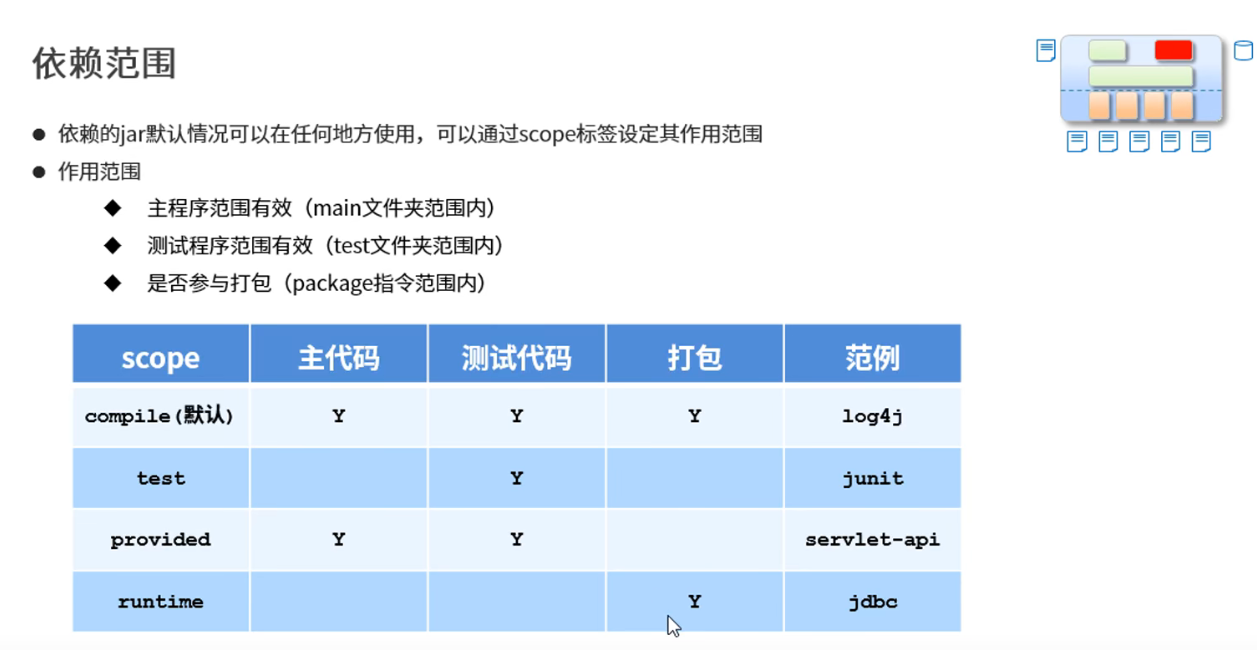 依赖范围
依赖的jar默认情况可以在任何地方使用，可以通过scope标签设定其作用范围
作用范围
主程序范围有效（main文件夹范围内）
测试程序范围有效（test文件夹范围内）
是否参与打包（package指令范围内）
scope 主代码 测试代码 打包 范例
compile(默认) Y Y Y log4j
test Y junit
provided Y Y servlet-api
runtime Y jdbc